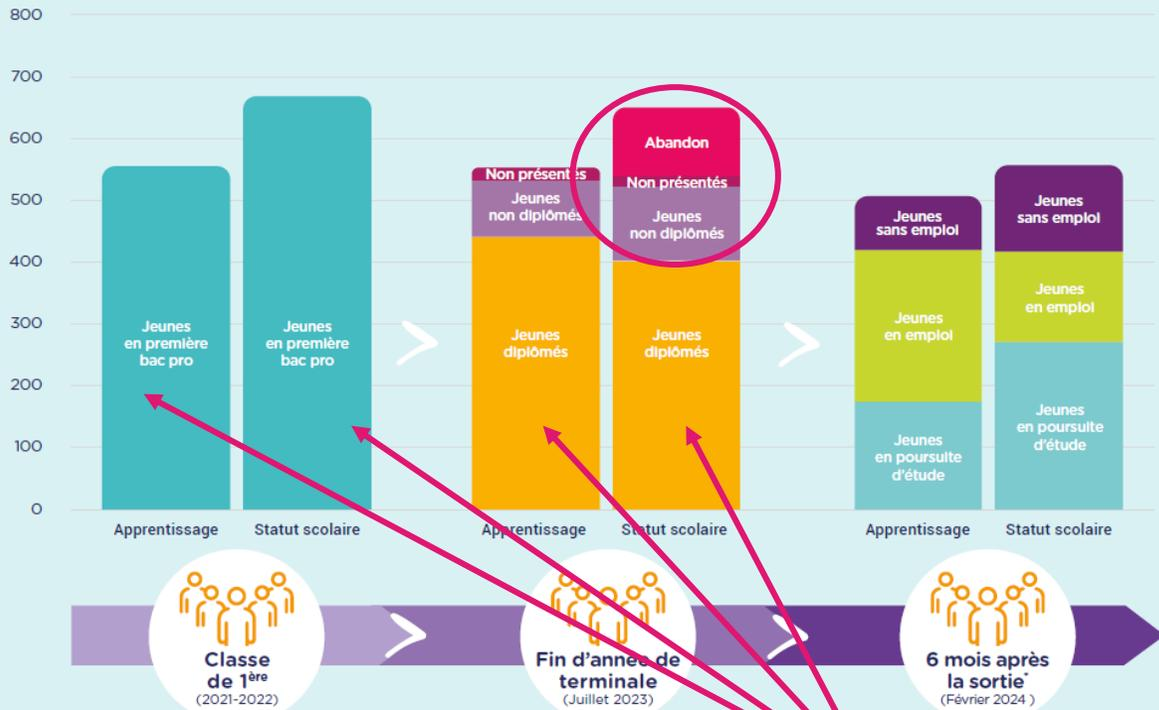 800
700
600
500
400
300
200
100
0
Jeunes
en première
bac pro
Jeunes
en première
bac pro
Non présentés
Jeunes
non diplômés
Jeunes
diplômés
Abandon
Non présentés
Jeunes
non diplômés
Jeunes
diplômés
Jeunes
sans emploi
Jeunes
en emploi
Jeunes
en poursuite
d'étude
Jeunes
sans emploi
Jeunes
en emploi
Jeunes
en poursuite
d'étude
Apprentissage
Statut scolaire
Apprentissage
Statut scolaire
Apprentissage
Statut scolaire
Classe
de 1ère
(2021-2022)
Fin d'année de
terminale
(Juillet 2023)
6 mois après
la sortie*
(Février 2024 )